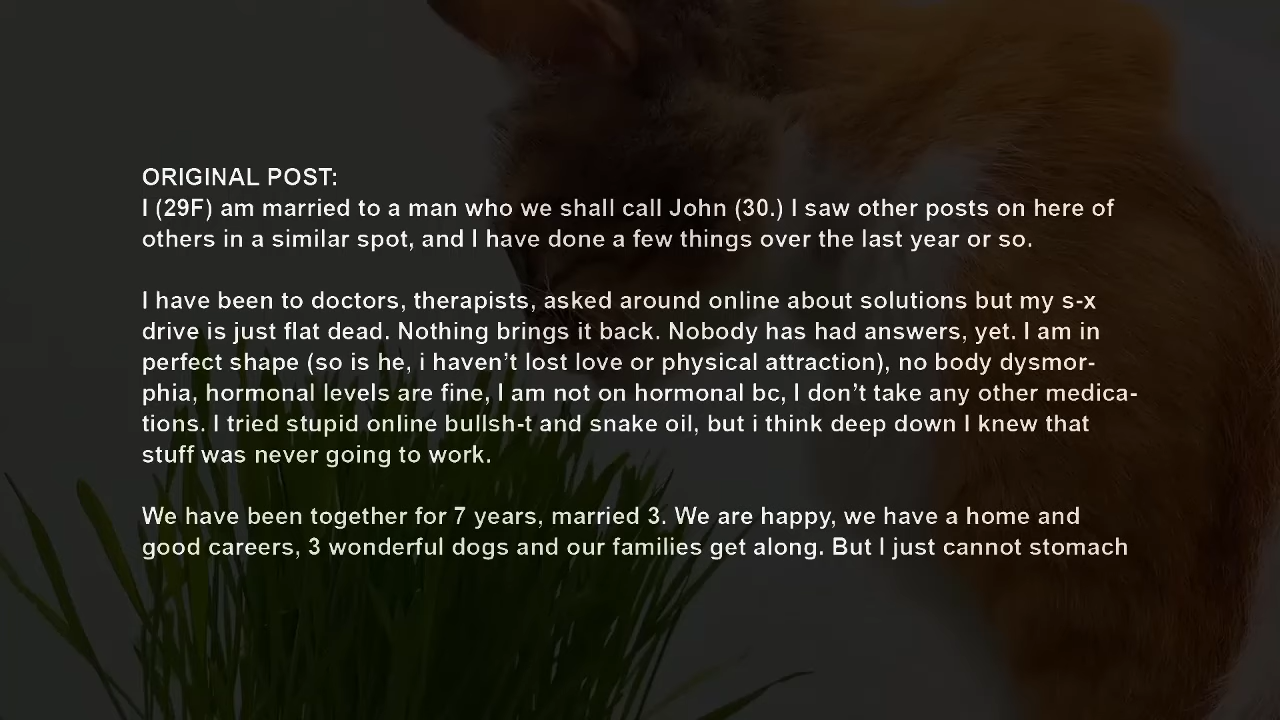 ORIGINAL POST:
I (29F) am married to a man who we shall call John (30.) I saw other posts on here of
others in a similar spot, and I have done a few things over the last year or so.
I have been to doctors, therapists, asked around online about solutions but my s-x
drive is just flat dead. Nothing brings it back. Nobody has had answers, yet. I am in
perfect shape (so is he, i haven't lost love or physical attraction), no body dysmor-
phia, hormonal levels are fine, I am not on hormonal bc, I don't take any other medica-
tions. I tried stupid online bullsh-t and snake oil, but i think deep down I knew that
stuff was never going to work.
We have been together for 7 years, married 3. We are happy, we have a home and
good careers, 3 wonderful dogs and our families get along. But I just cannot stomach